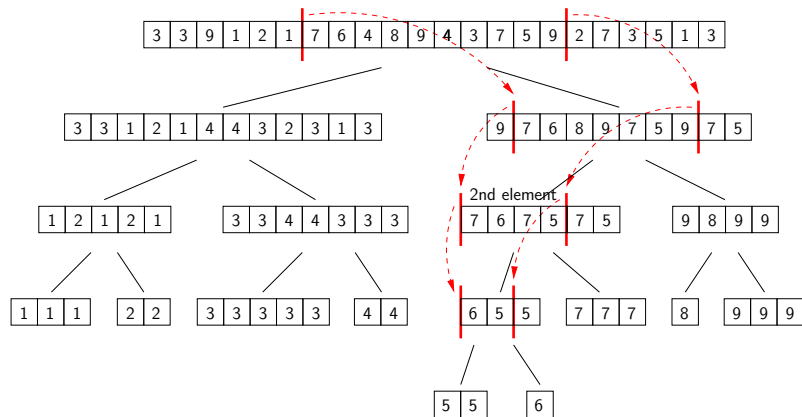 3 3 9 1 2 1 7 6 4 8 9 4 3 7 5 9 2 7 3 5 1 3
3 3 1 2 1 4 4 3 2 3 1 3
9 7 6 8 9 7 5 9 7 5
2nd element
1 2 1 2 1
3 3 4 4 3 3 3
7 6 7 5 7 5
9 8 9 9
1 1 1
2 2
3 3 3 3 3
4 4
6 5 5
7 7 7
8
9 9 9
5 5
6